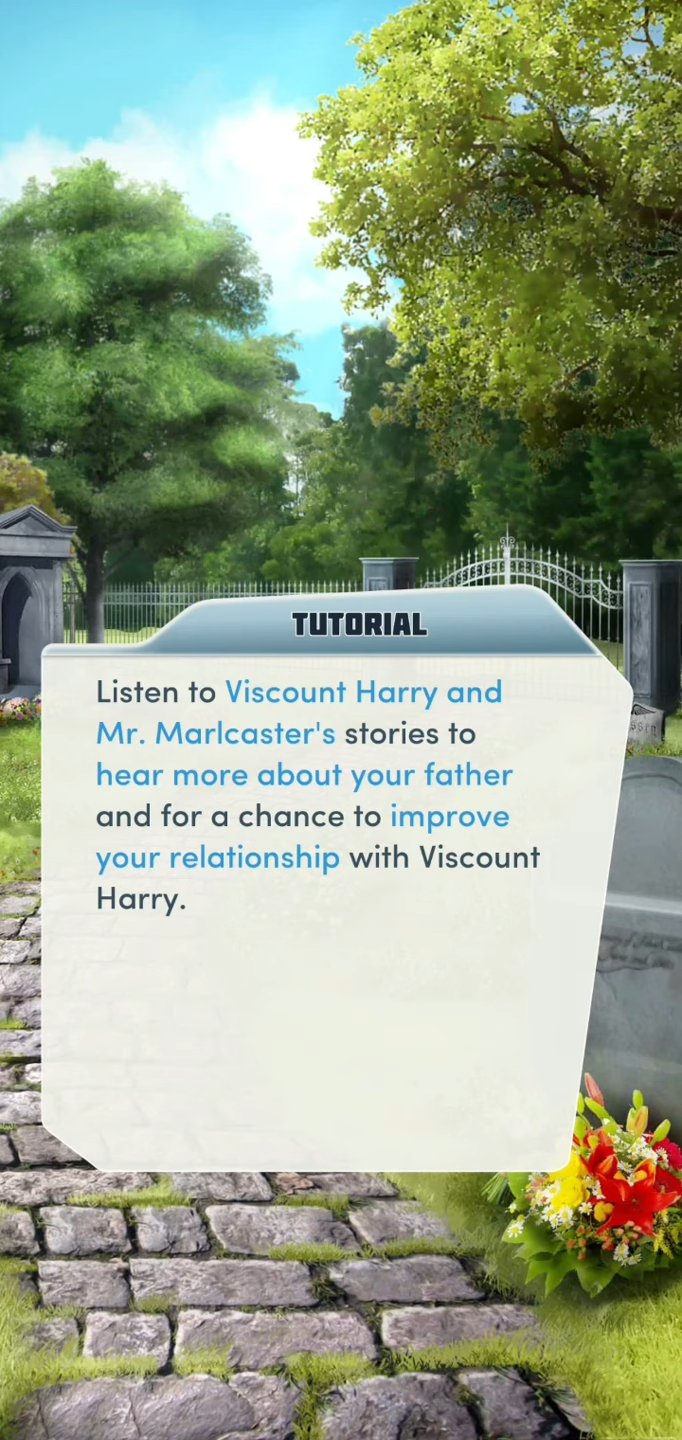 TUTORIAL
Listen to Viscount Harry and
Mr. Marlcaster's stories to
hear more about your father
and for a chance to improve
your relationship with Viscount
Harry.